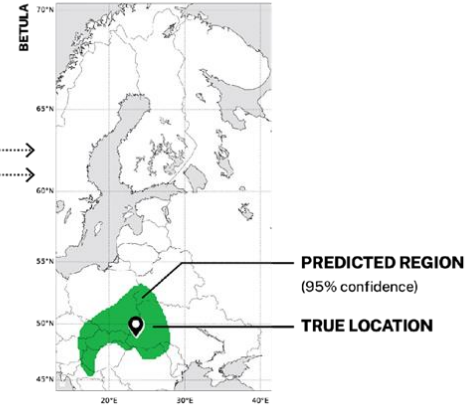 BETULA
70°N
65°N
60°N
55°N
PREDICTED REGION
(95% confidence)
50°N
TRUE LOCATION
45°N
20°E 30°E 40°E